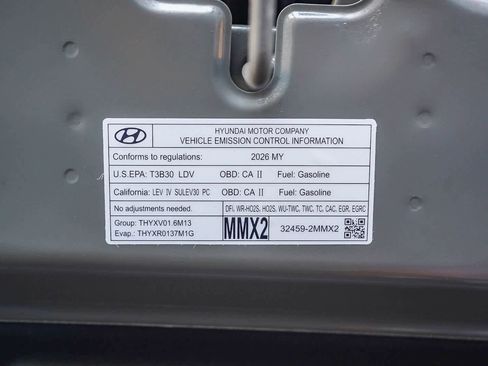 HYUNDAI MOTOR COMPANY
VEHICLE EMISSION CONTROL INFORMATION
Conforms to regulations: 2026 MY
U.S.EPA: T3B30 LDV OBD: CA II Fuel: Gasoline
California: LEV IV SULEV30 PC OBD: CA II Fuel: Gasoline
No adjustments needed. DFI, WR-HO2S, HO2S, WU-TWC, TWC, TC, CAC, EGR, EGRC
Group: THYXV01.6M13
Evap.: THYXR0137M1G
MMX2
32459-2MMX2